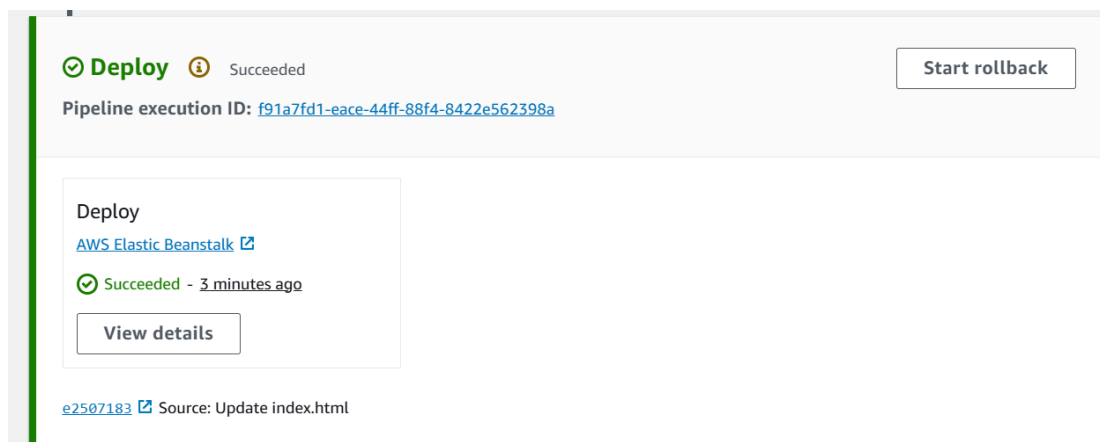 Deploy Succeeded
Start rollback
Pipeline execution ID: f91a7fd1-eace-44ff-88f4-8422e562398a
Deploy
AWS Elastic Beanstalk
Succeeded - 3 minutes ago
View details
e2507183 Source: Update index.html